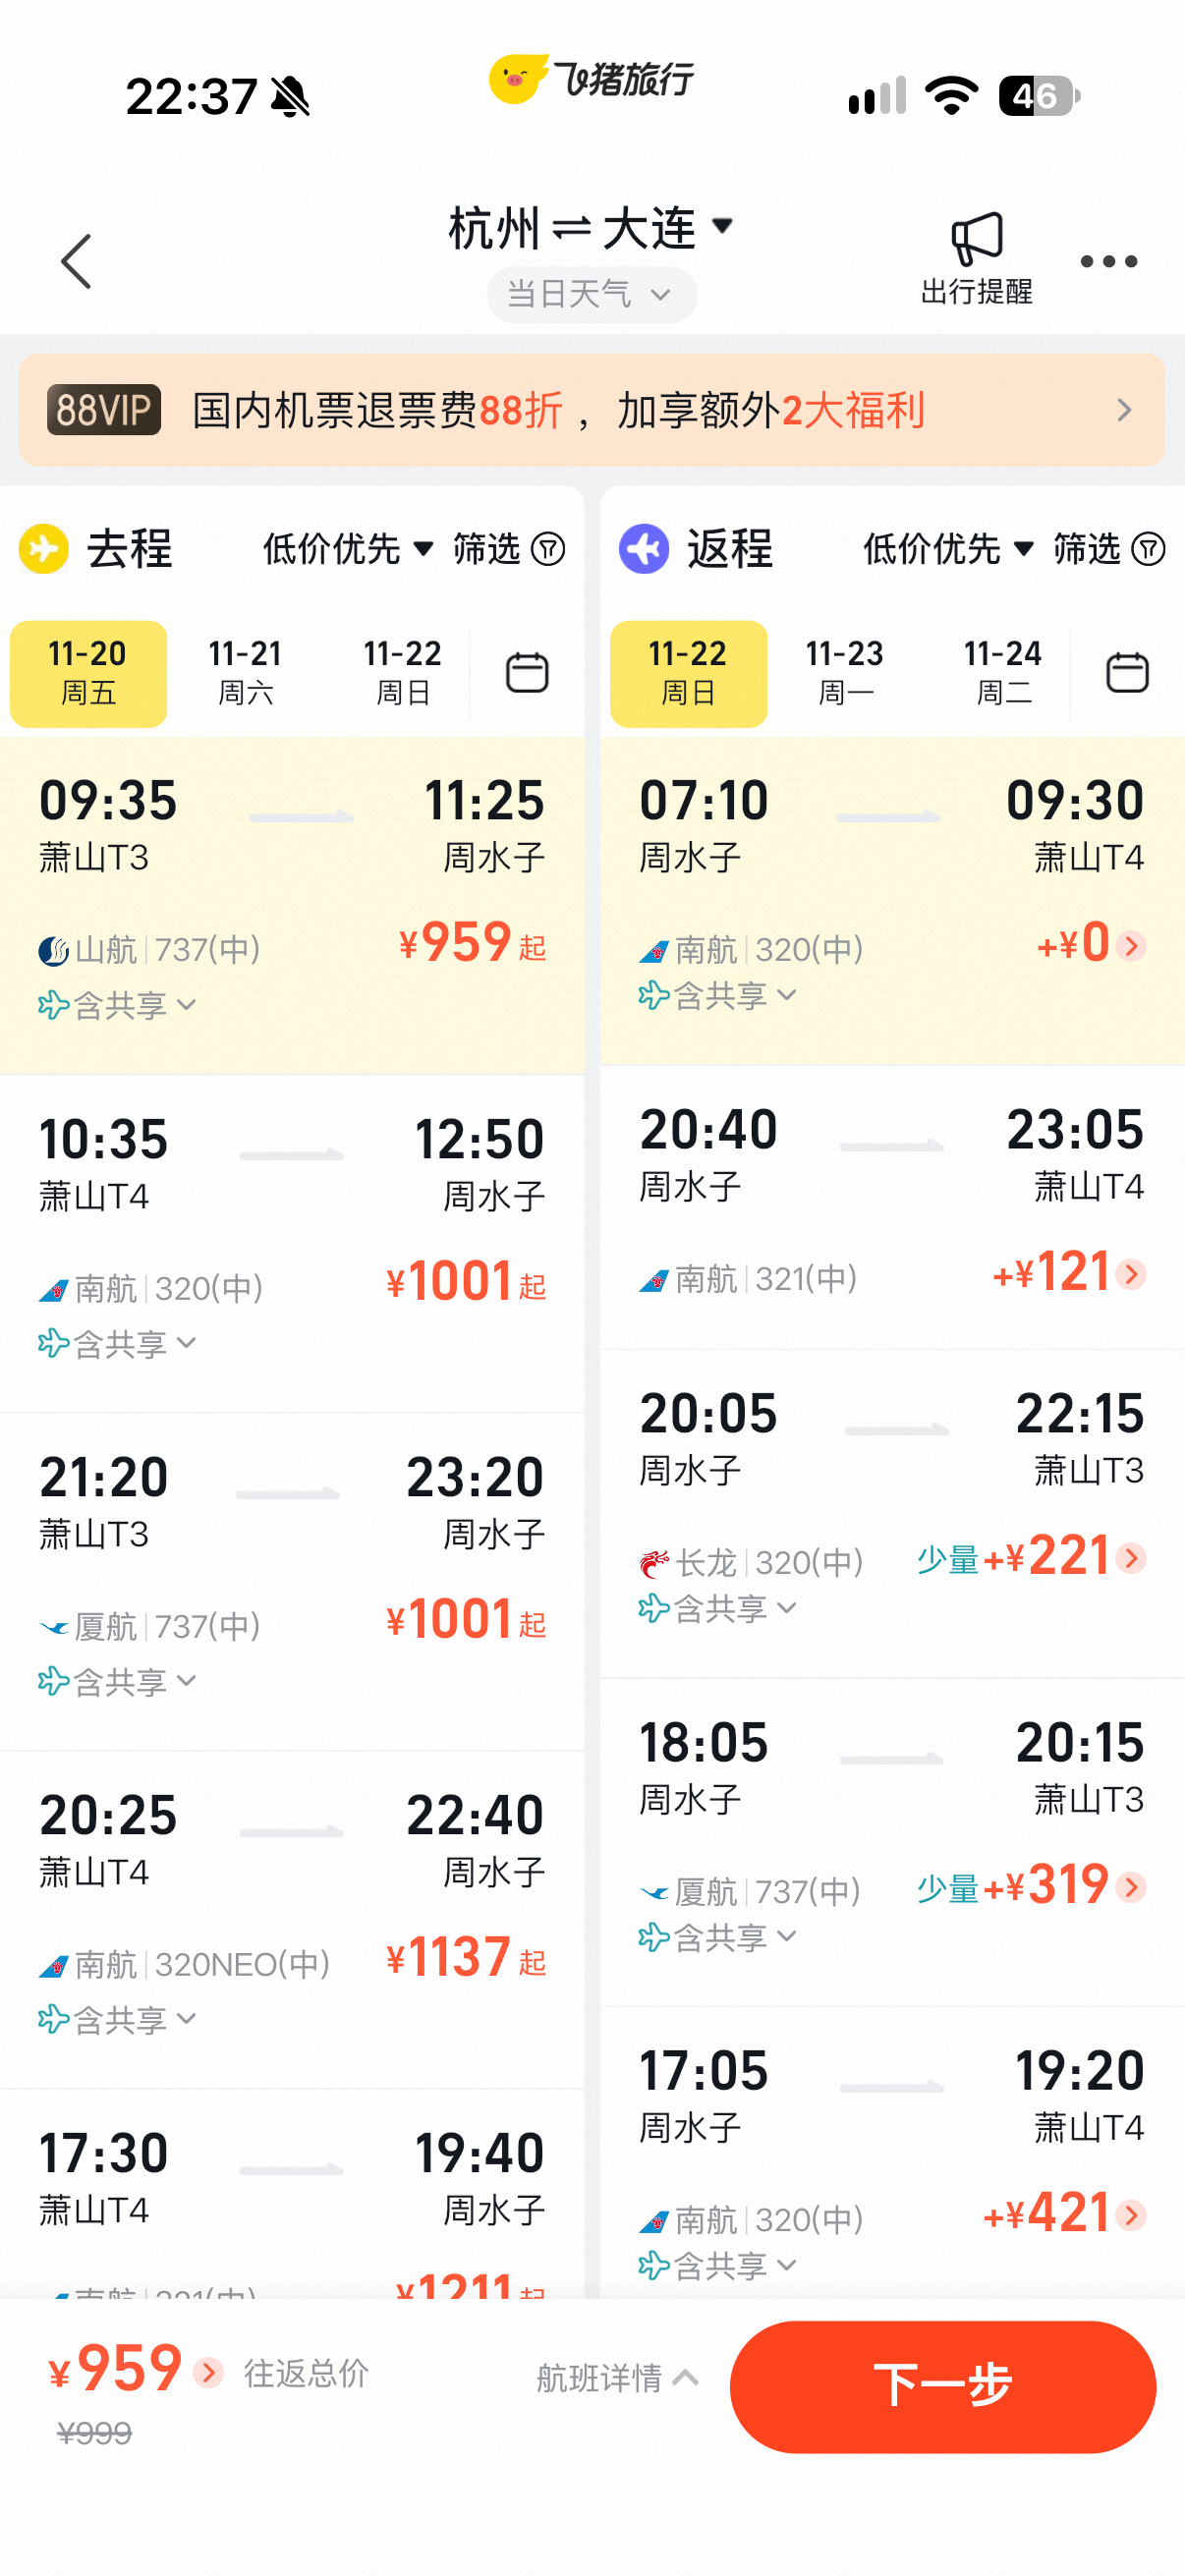 22:37
飞猪旅行
46
杭州⇌大连
当日天气
出行提醒
88VIP 国内机票退票费88折，加享额外2大福利
去程 低价优先 筛选
11-20 11-21 11-22
周五 周六 周日
09:35 11:25
萧山T3 周水子
山航 737(中) ¥959起
含共享
10:35 12:50
萧山T4 周水子
南航 320(中) ¥1001起
含共享
21:20 23:20
萧山T3 周水子
厦航 737(中) ¥1001起
含共享
20:25 22:40
萧山T4 周水子
南航 320NEO(中) ¥1137起
含共享
17:30 19:40
萧山T4 周水子
南航 321(中) ¥1211起
返程 低价优先 筛选
11-22 11-23 11-24
周日 周一 周二
07:10 09:30
周水子 萧山T4
南航 320(中) +¥0
含共享
20:40 23:05
周水子 萧山T4
南航 321(中) +¥121
20:05 22:15
周水子 萧山T3
长龙 320(中) 少量+¥221
含共享
18:05 20:15
周水子 萧山T3
厦航 737(中) 少量+¥319
含共享
17:05 19:20
周水子 萧山T4
南航 320(中) +¥421
含共享
¥959 往返总价 航班详情 下一步
¥999